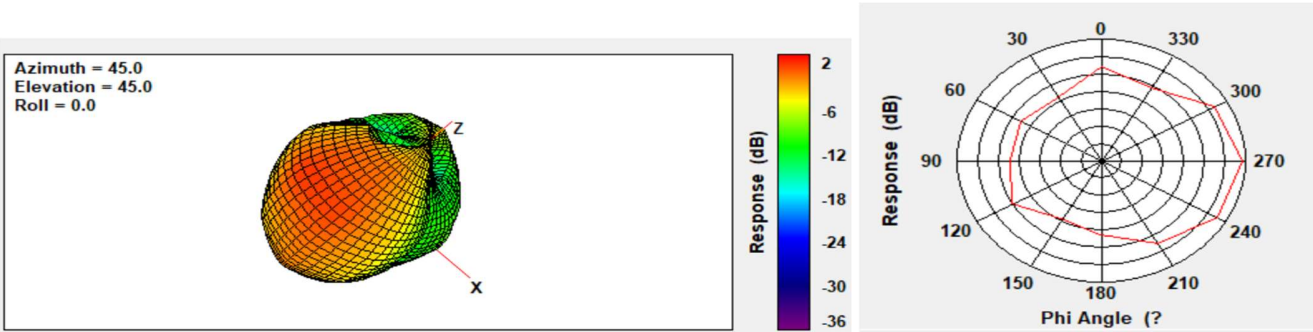 Azimuth = 45.0
Elevation = 45.0
Roll = 0.0
Z
X
Response (dB)
2
-6
-12
-18
-24
-30
-36
Response (dB)
0
30
330
60
300
90
270
120
240
150
210
180
Phi Angle (?